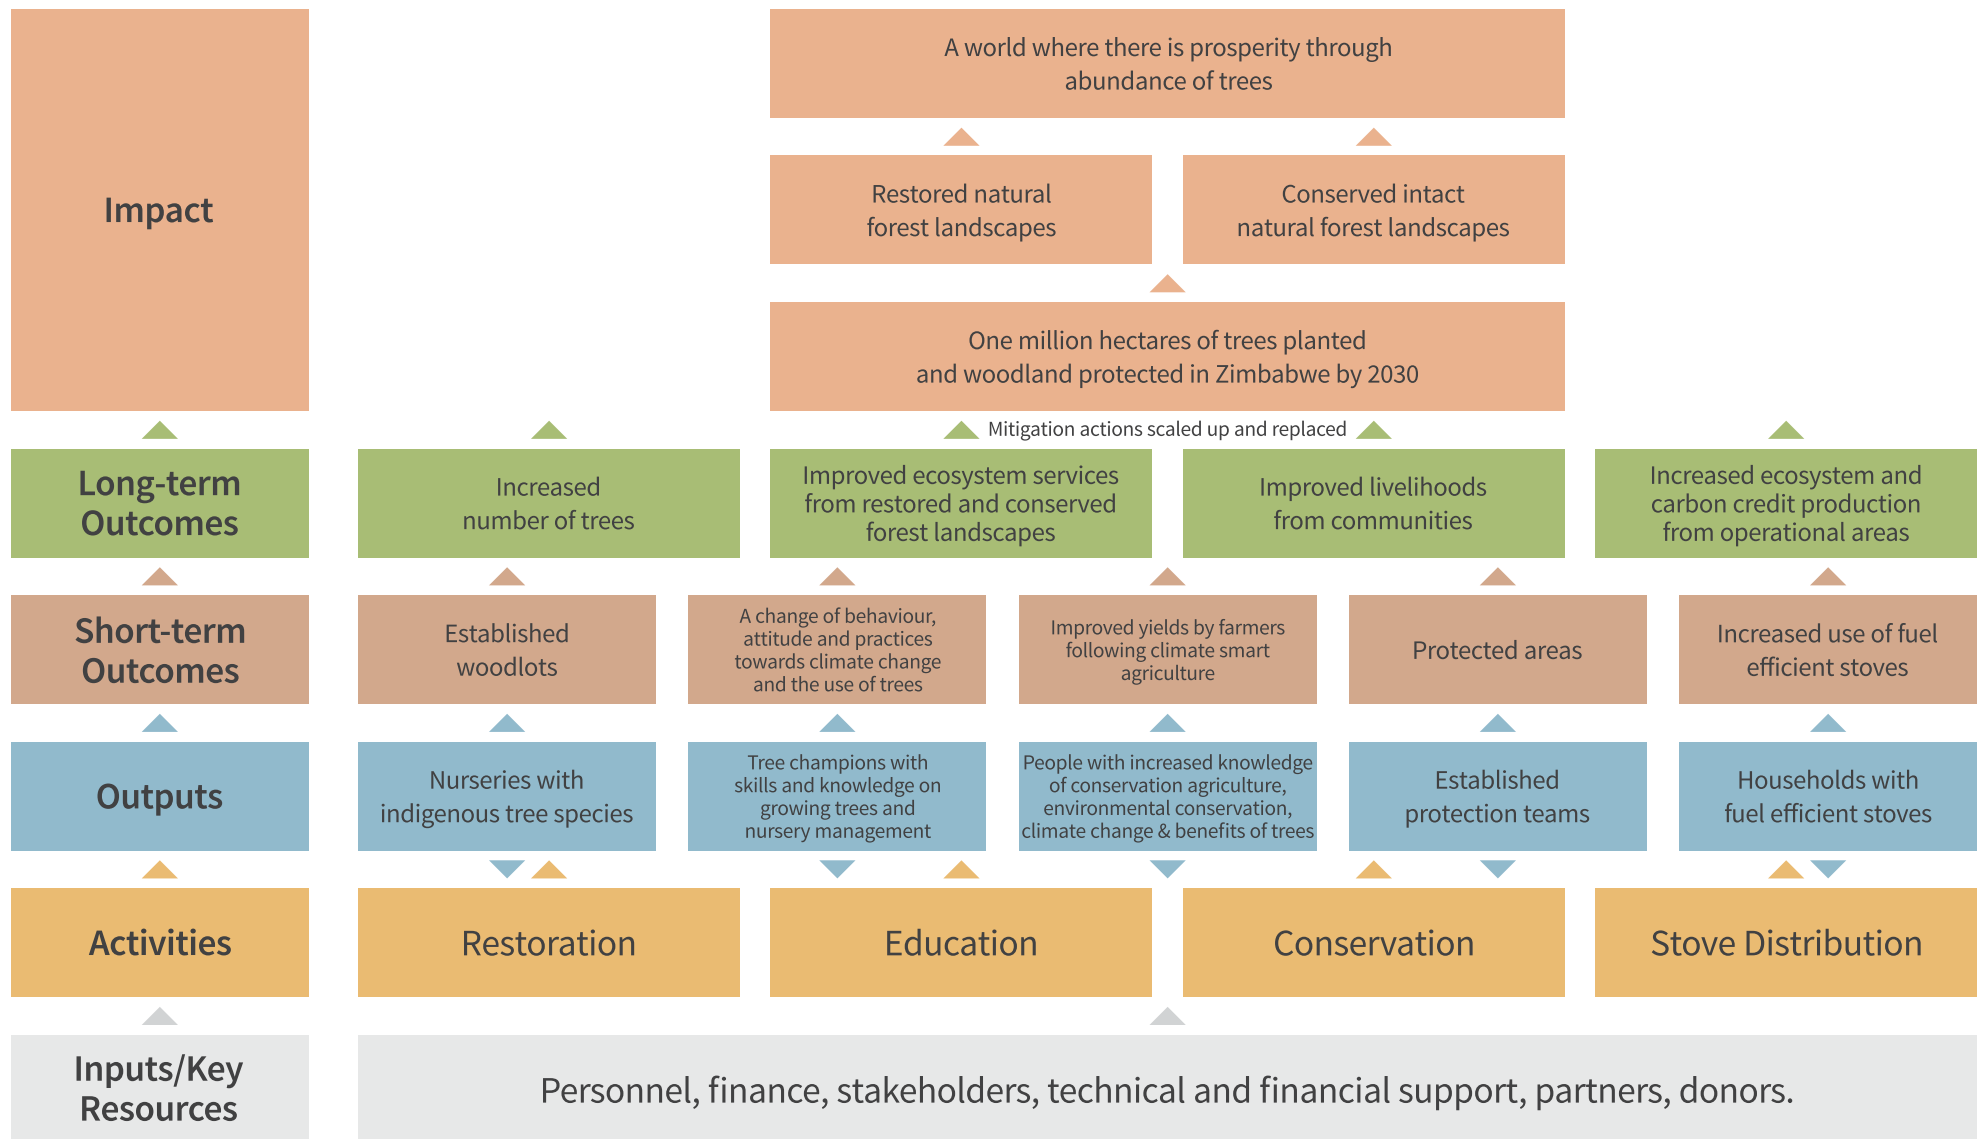 Impact
A world where there is prosperity through
abundance of trees
Restored natural
forest landscapes
Conserved intact
natural forest landscapes
One million hectares of trees planted
and woodland protected in Zimbabwe by 2030
Mitigation actions scaled up and replaced
Long-term
Outcomes
Increased
number of trees
Improved ecosystem services
from restored and conserved
forest landscapes
Improved livelihoods
from communities
Increased ecosystem and
carbon credit production
from operational areas
Short-term
Outcomes
Established
woodlots
A change of behaviour,
attitude and practices
towards climate change
and the use of trees
Improved yields by farmers
following climate smart
agriculture
Protected areas
Increased use of fuel
efficient stoves
Outputs
Nurseries with
indigenous tree species
Tree champions with
skills and knowledge on
growing trees and
nursery management
People with increased knowledge
of conservation agriculture,
environmental conservation,
climate change & benefits of trees
Established
protection teams
Households with
fuel efficient stoves
Activities
Restoration
Education
Conservation
Stove Distribution
Inputs/Key
Resources
Personnel, finance, stakeholders, technical and financial support, partners, donors.